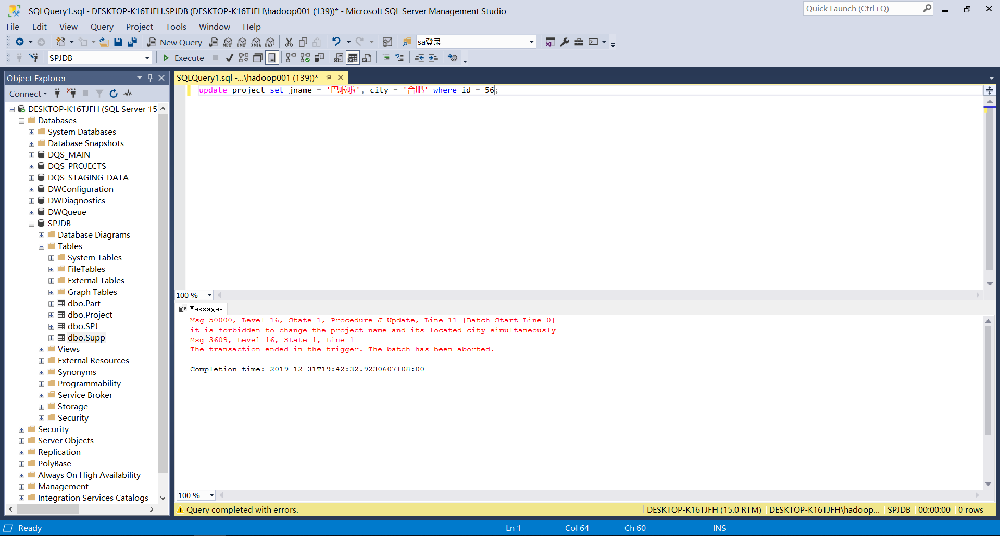 SQLQuery1.sql - DESKTOP-K16TJFH.SPJDB (DESKTOP-K16TJFH\hadoop001 (139))* - Microsoft SQL Server Management Studio
Quick Launch (Ctrl+Q)
File Edit View Query Project Tools Window Help
New Query MDX DMX XMLA DAX sa登录
SPJDB Execute
Object Explorer
Connect
DESKTOP-K16TJFH (SQL Server 15
Databases
System Databases
Database Snapshots
DQS_MAIN
DQS_PROJECTS
DQS_STAGING_DATA
DWConfiguration
DWDiagnostics
DWQueue
SPJDB
Database Diagrams
Tables
System Tables
FileTables
External Tables
Graph Tables
dbo.Part
dbo.Project
dbo.SPJ
dbo.Supp
Views
External Resources
Synonyms
Programmability
Service Broker
Storage
Security
Security
Server Objects
Replication
PolyBase
Always On High Availability
Management
Integration Services Catalogs
SQLQuery1.sql -...\hadoop001 (139))*
update project set jname = '巴啦啦', city = '合肥' where id = 56;
100 %
Messages
Msg 50000, Level 16, State 1, Procedure J_Update, Line 11 [Batch Start Line 0]
it is forbidden to change the project name and its located city simultaneously
Msg 3609, Level 16, State 1, Line 1
The transaction ended in the trigger. The batch has been aborted.
Completion time: 2019-12-31T19:42:32.9230607+08:00
100 %
Query completed with errors. DESKTOP-K16TJFH (15.0 RTM) DESKTOP-K16TJFH\hadoop... SPJDB 00:00:00 0 rows
Ready Ln 1 Col 64 Ch 60 INS